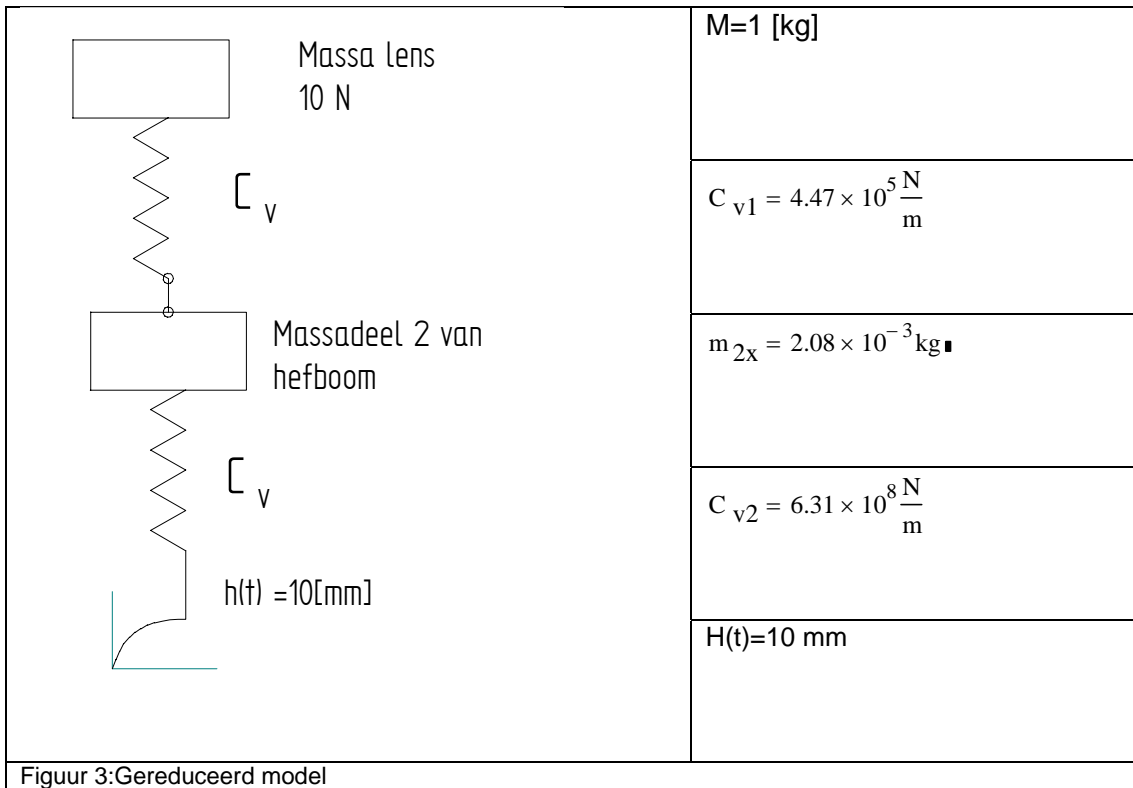 Massa lens
10 N
M=1 [kg]
C v
C v1 = 4.47 × 10^5 N/m
Massadeel 2 van
hefboom
m 2x = 2.08 × 10^-3 kg
C v
C v2 = 6.31 × 10^8 N/m
h(t) =10[mm]
H(t)=10 mm
Figuur 3:Gereduceerd model